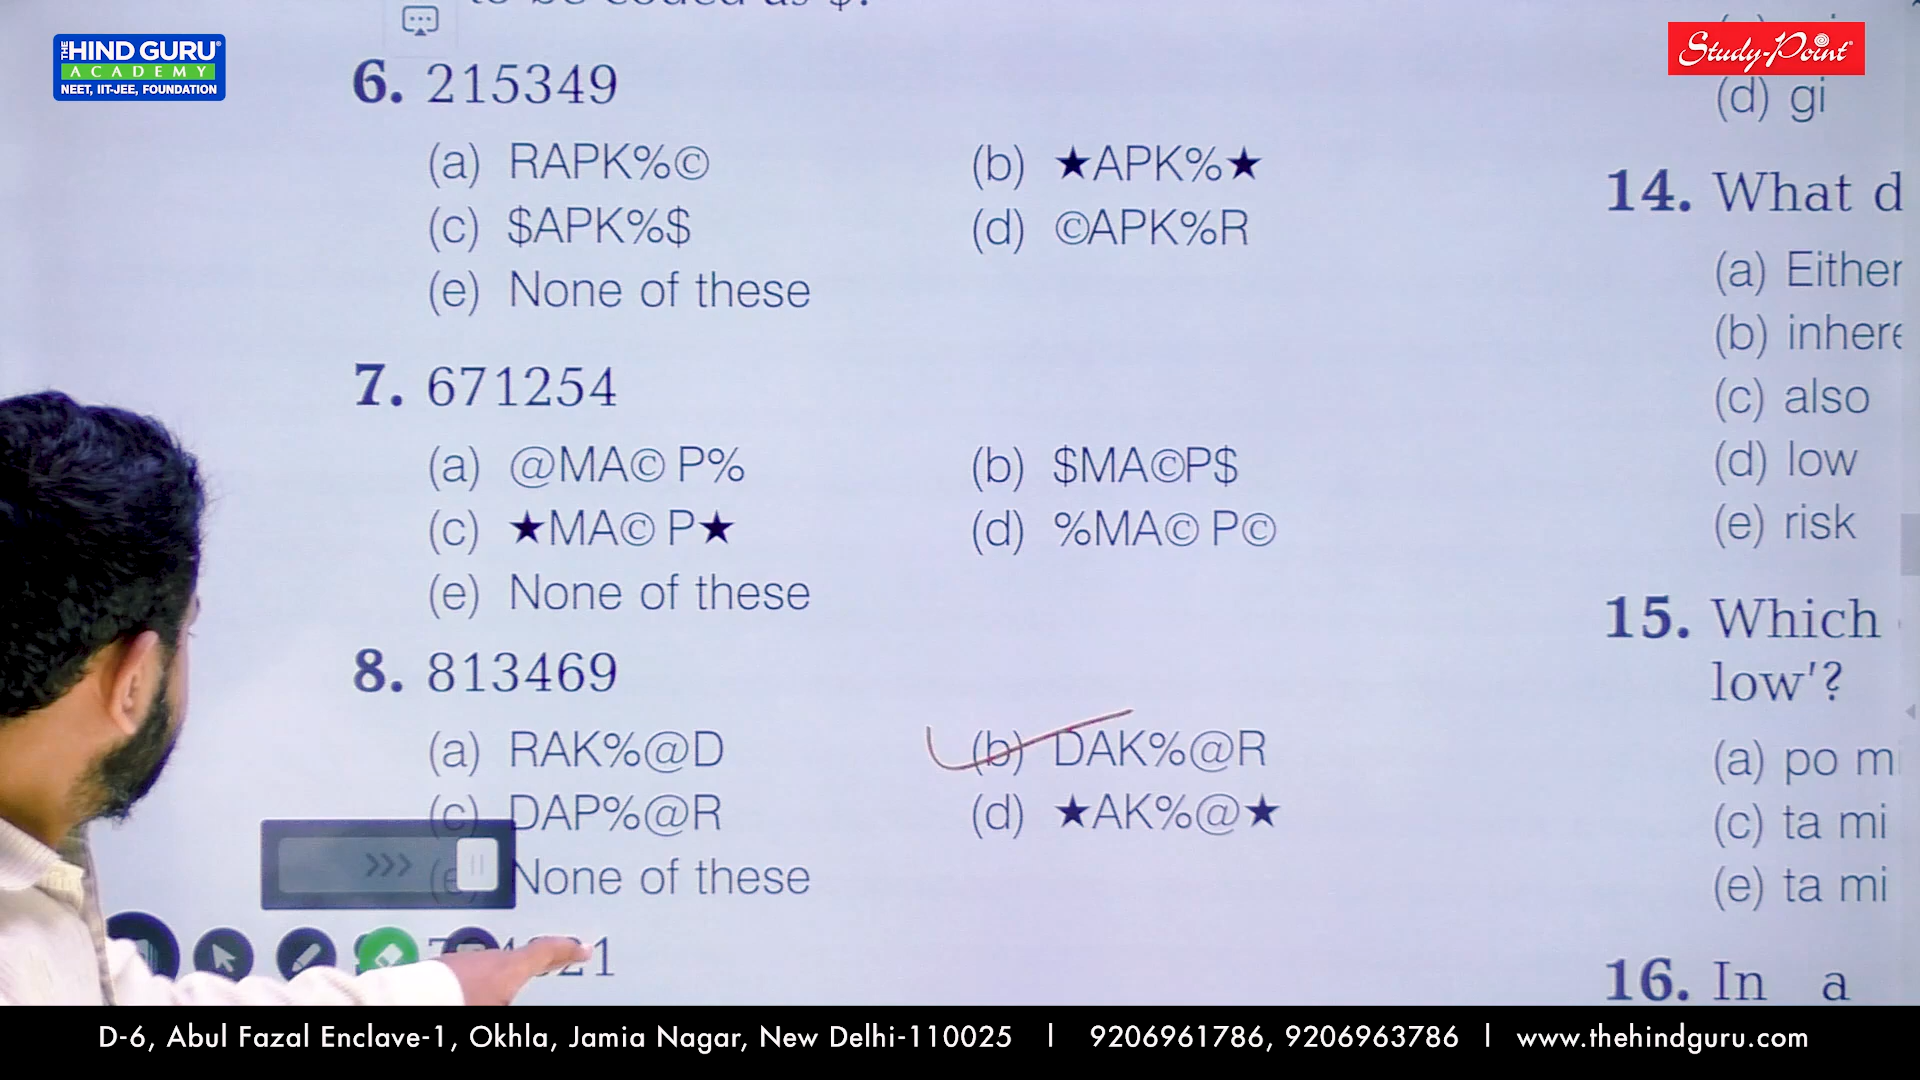 THE HIND GURU
ACADEMY
NEET, IIT-JEE, FOUNDATION
Study-Point
6. 215349
(a) RAPK%©
(b) ★APK%★
(c) $APK%$
(d) ©APK%R
(e) None of these
7. 671254
(a) @MA© P%
(b) $MA©P$
(c) ★MA© P★
(d) %MA© P©
(e) None of these
8. 813469
(a) RAK%@D
(b) DAK%@R
(c) DAP%@R
(d) ★AK%@★
(e) None of these
(d) gi
14. What d
(a) Either
(b) inhere
(c) also
(d) low
(e) risk
15. Which
low'?
(a) po mi
(c) ta mi
(e) ta mi
16. In a
D-6, Abul Fazal Enclave-1, Okhla, Jamia Nagar, New Delhi-110025 | 9206961786, 9206963786 | www.thehindguru.com